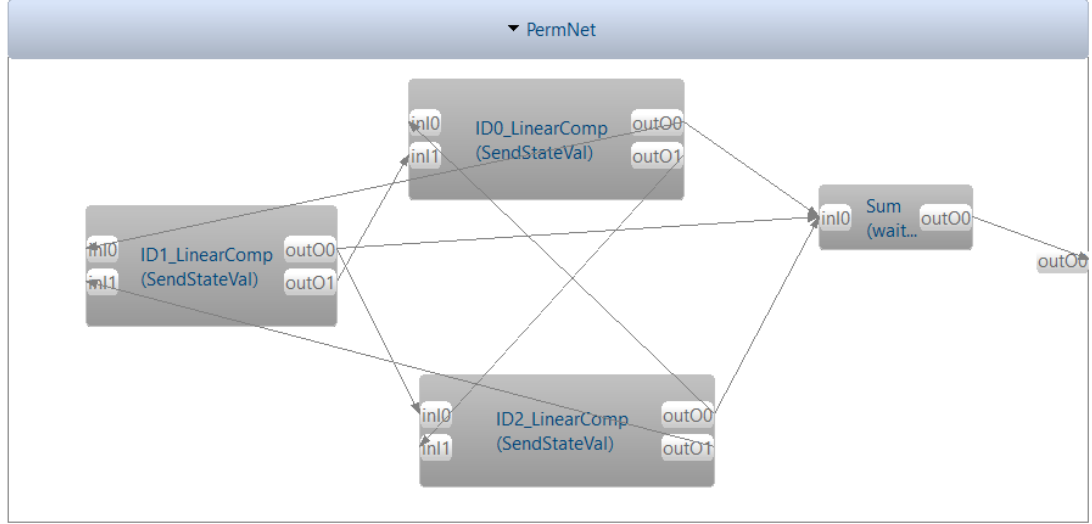 PermNet
inI0
inI1
ID0_LinearComp
(SendStateVal)
outO0
outO1
inI0
inI1
ID1_LinearComp
(SendStateVal)
outO0
outO1
inI0
Sum
(wait...
outO0
outO0
inI0
inI1
ID2_LinearComp
(SendStateVal)
outO0
outO1